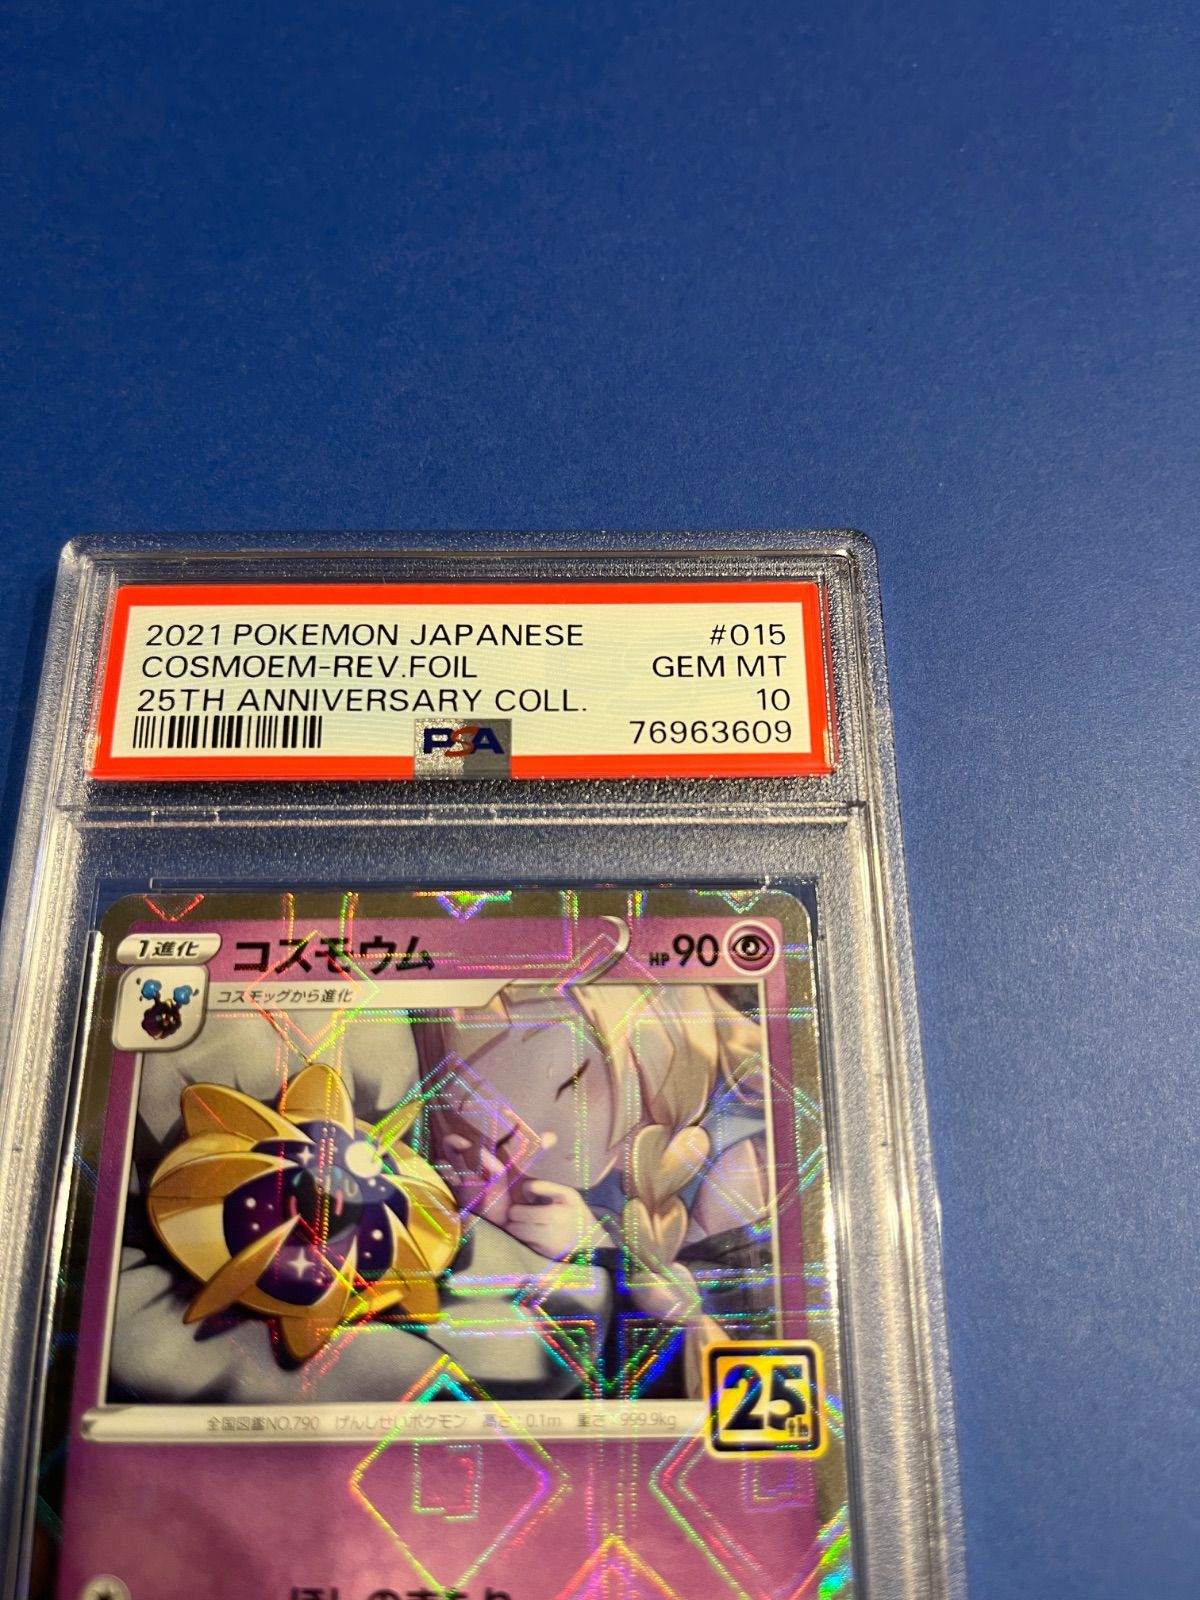 2021 POKEMON JAPANESE #015
COSMOEM-REV.FOIL GEM MT
25TH ANNIVERSARY COLL. 10
PSA 76963609
1進化 コスモウム HP 90
コスモッグから進化
25th
全国図鑑NO.790 げんしせいポケモン 高さ:0.1m 重さ:999.9kg